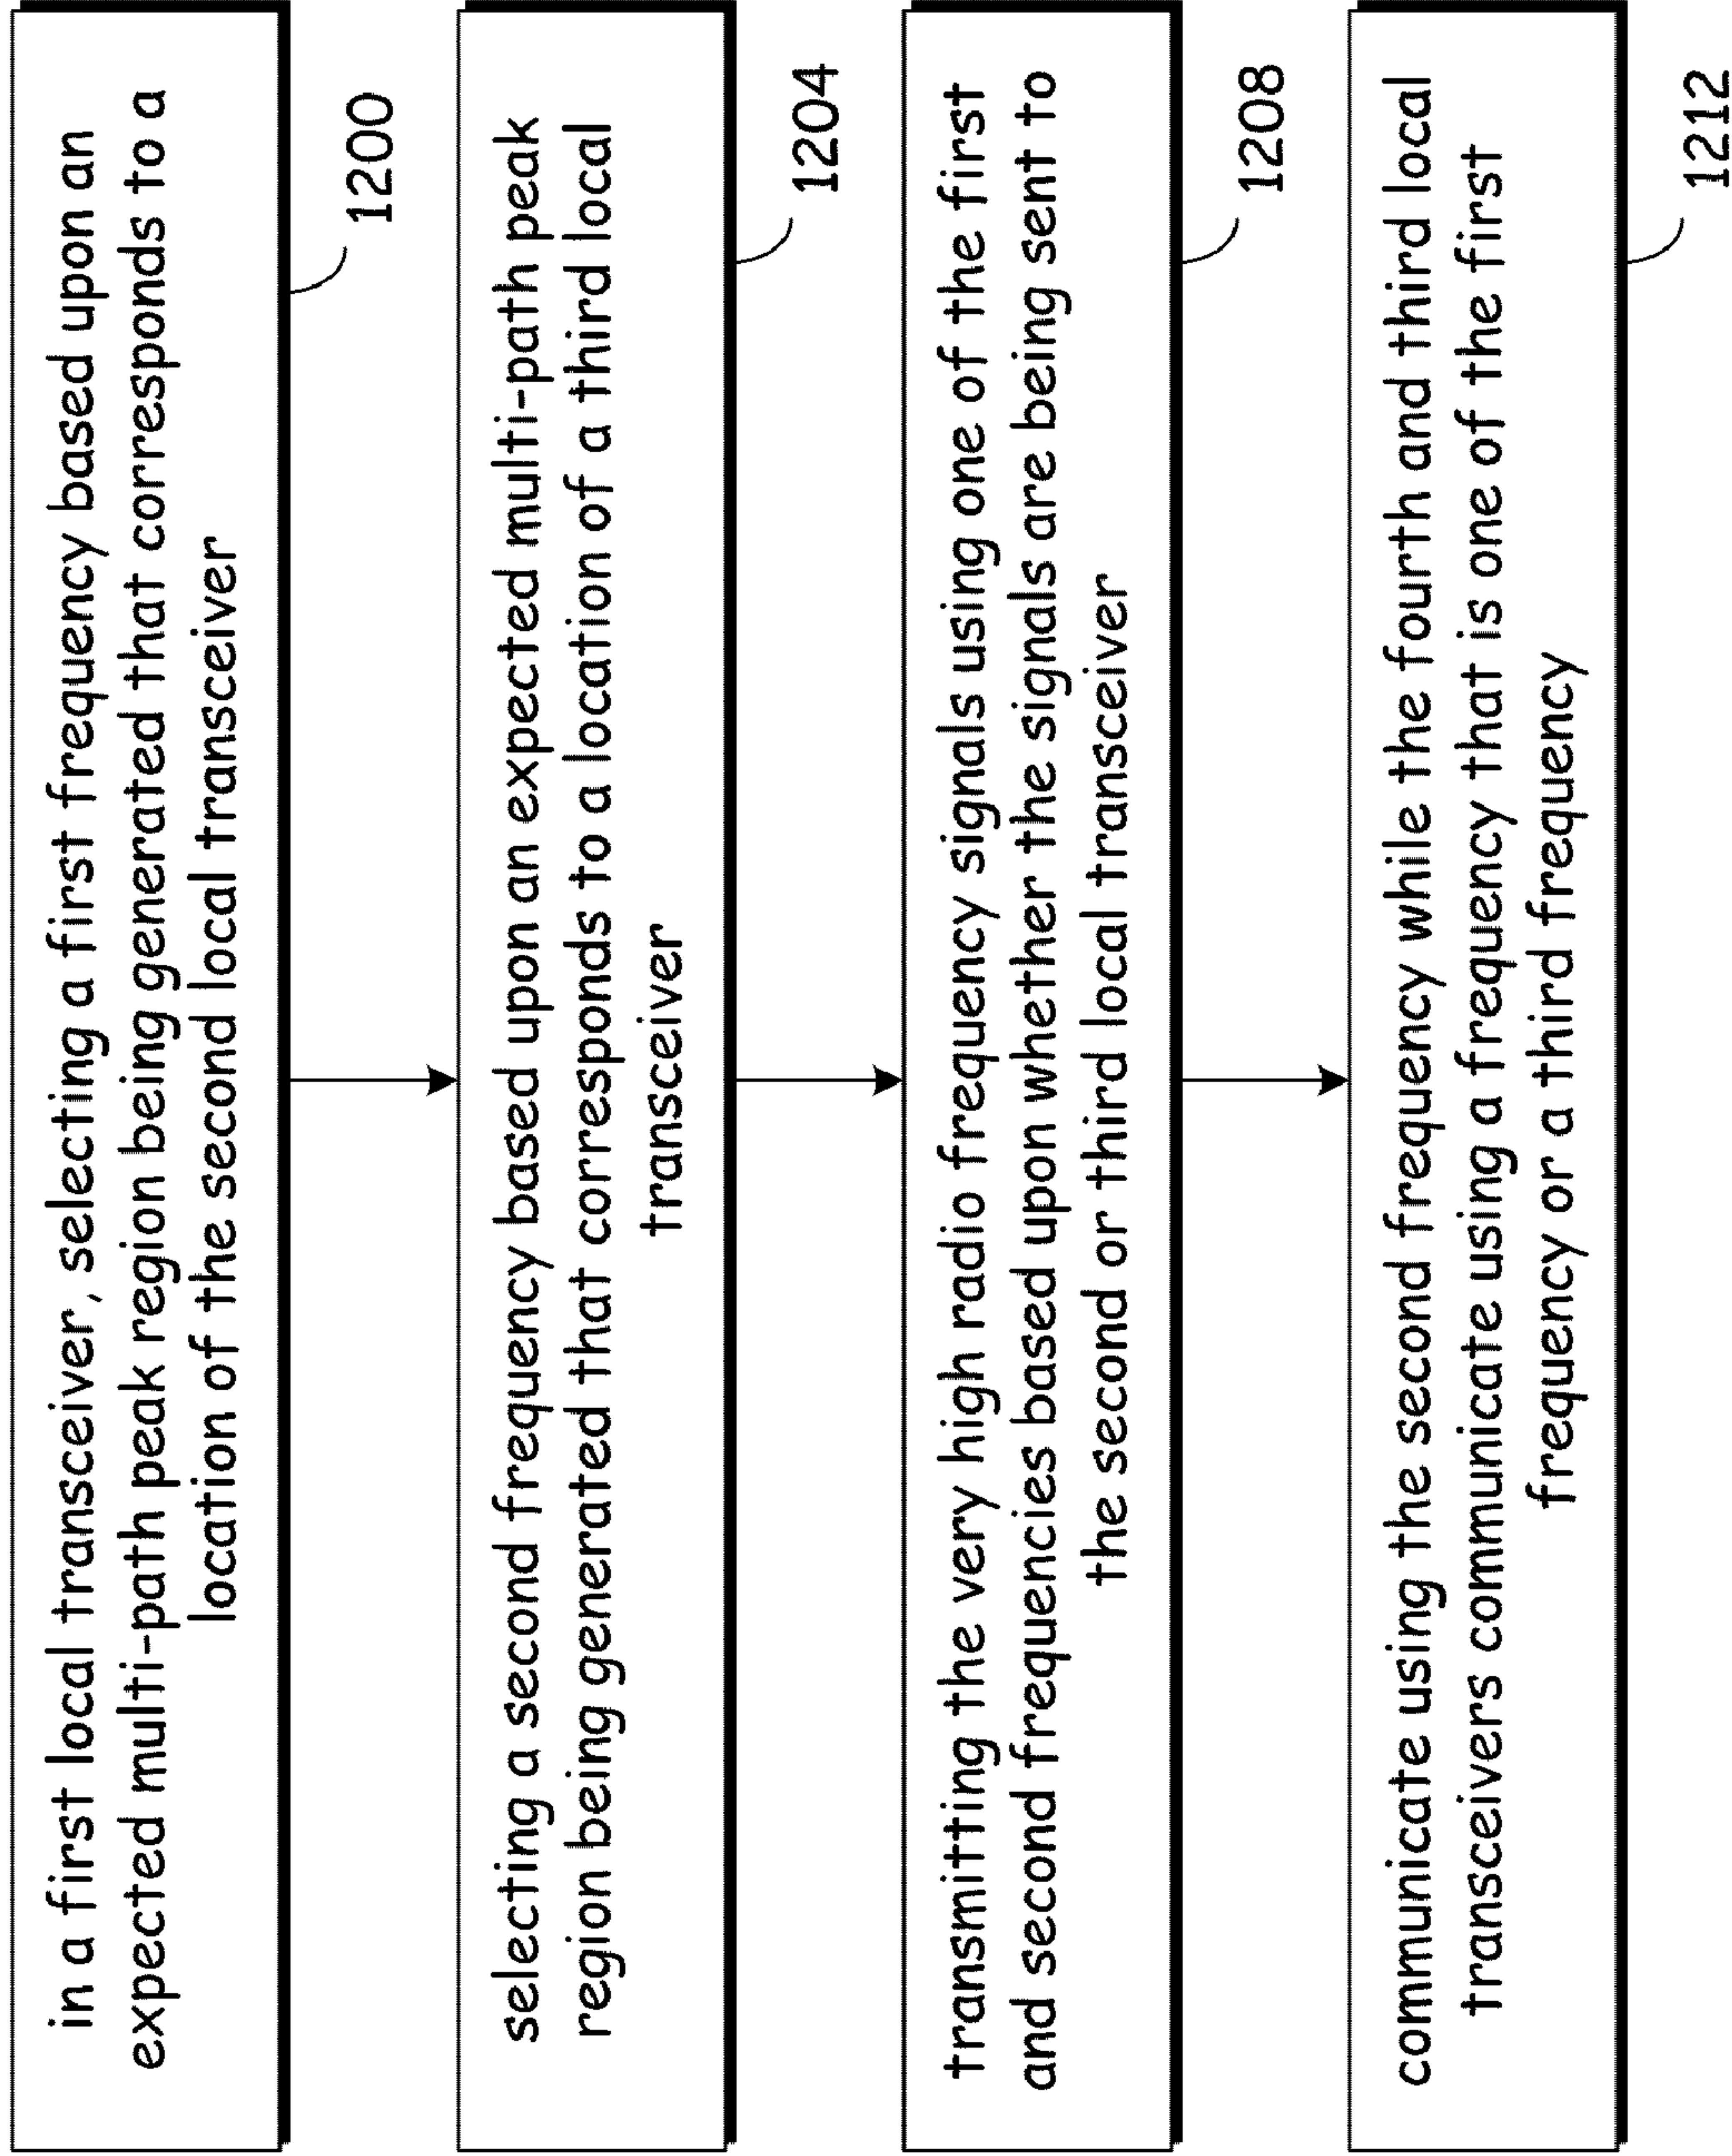 in a first local transceiver, selecting a first frequency based upon an
expected multi-path peak region being generated that corresponds to a
location of the second local transceiver
1200
selecting a second frequency based upon an expected multi-path peak
region being generated that corresponds to a location of a third local
transceiver
1204
transmitting the very high radio frequency signals using one of the first
and second frequencies based upon whether the signals are being sent to
the second or third local transceiver
1208
communicate using the second frequency while the fourth and third local
transceivers communicate using a frequency that is one of the first
frequency or a third frequency
1212